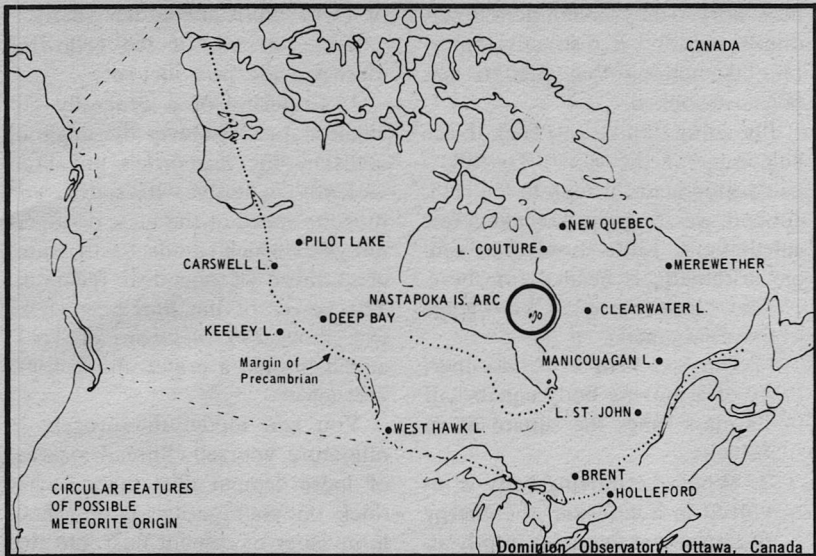 CANADA
NEW QUEBEC
PILOT LAKE
COUTURE
CARSWELL L.
MEREWETHER
NASTAPOKA IS. ARC
CLEARWATER L.
DEEP BAY
KEELEY L.
MANICOUAGAN L.
Margin of
Precambrian
L. ST. JOHN
WEST HAWK L.
BRENT
CIRCULAR FEATURES
OF POSSIBLE
METEORITE ORIGIN
HOLLEFORD
Dominion Observatory, Ottawa, Canada